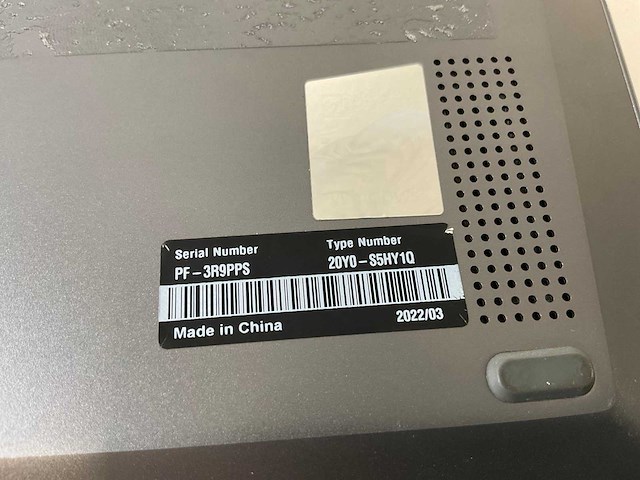 Serial Number Type Number
PF-3R9PPS 20Y0-S5HY1Q
Made in China 2022/03